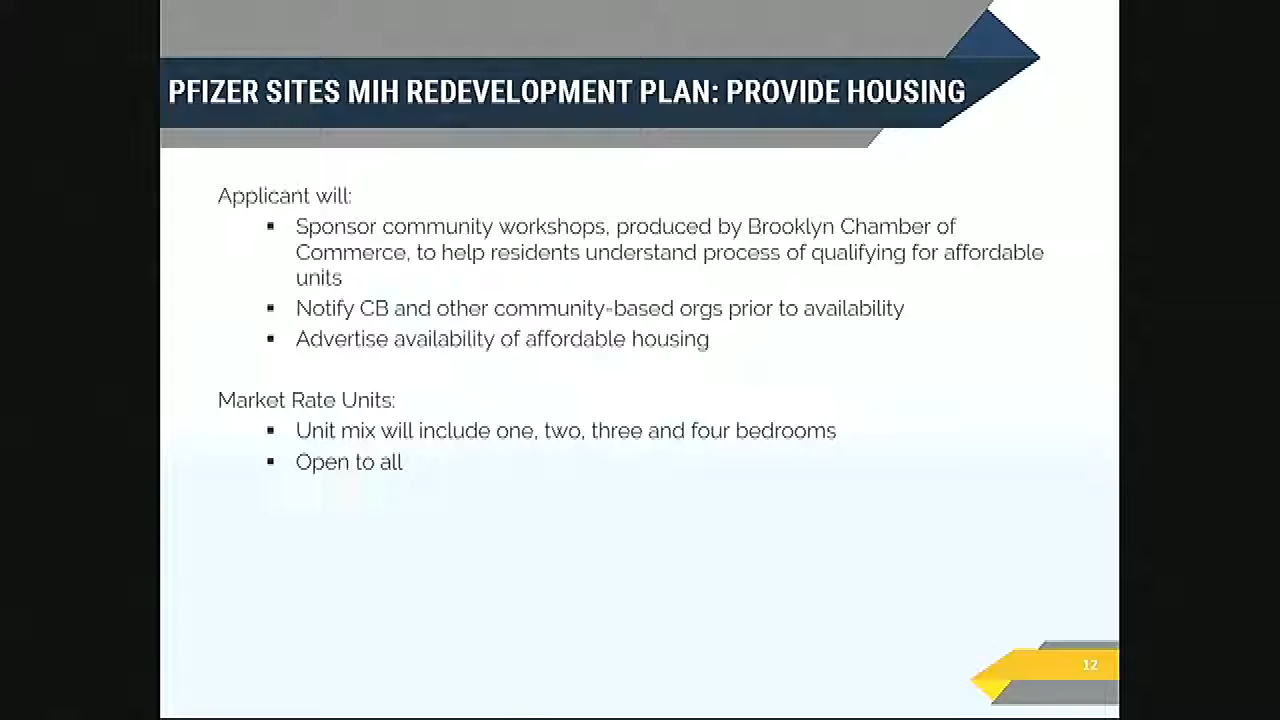 PFIZER SITES MIH REDEVELOPMENT PLAN: PROVIDE HOUSING
Applicant will:
▪ Sponsor community workshops, produced by Brooklyn Chamber of
Commerce, to help residents understand process of qualifying for affordable
units
▪ Notify CB and other community-based orgs prior to availability
▪ Advertise availability of affordable housing
Market Rate Units:
▪ Unit mix will include one, two, three and four bedrooms
▪ Open to all
12